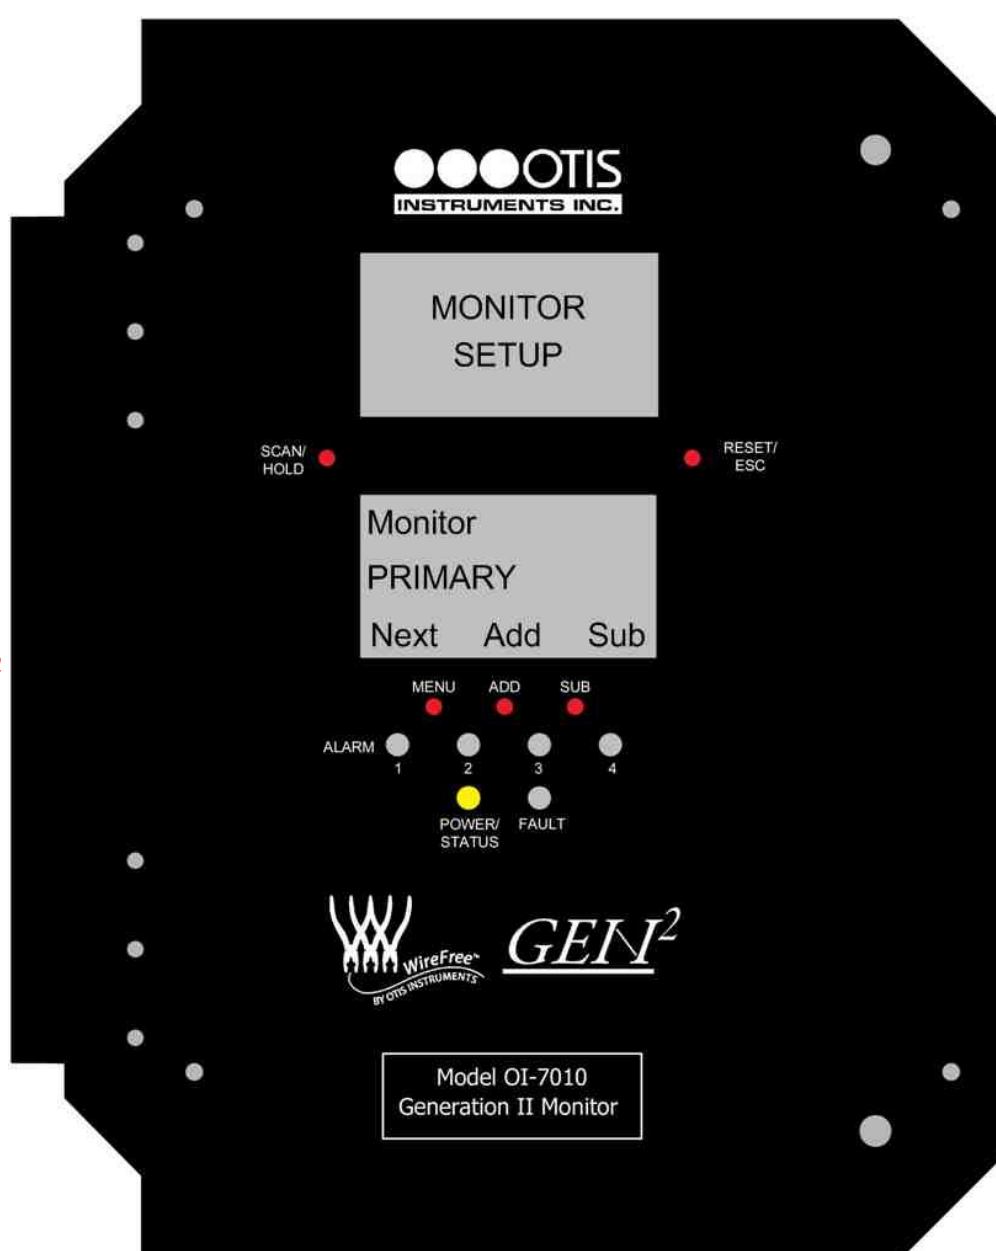 OTIS
INSTRUMENTS INC.
MONITOR
SETUP
SCAN/
HOLD
RESET/
ESC
Monitor
PRIMARY
Next Add Sub
MENU ADD SUB
ALARM
1 2 3 4
POWER/
STATUS
FAULT
WireFree™
BY OTIS INSTRUMENTS
GEN²
Model OI-7010
Generation II Monitor